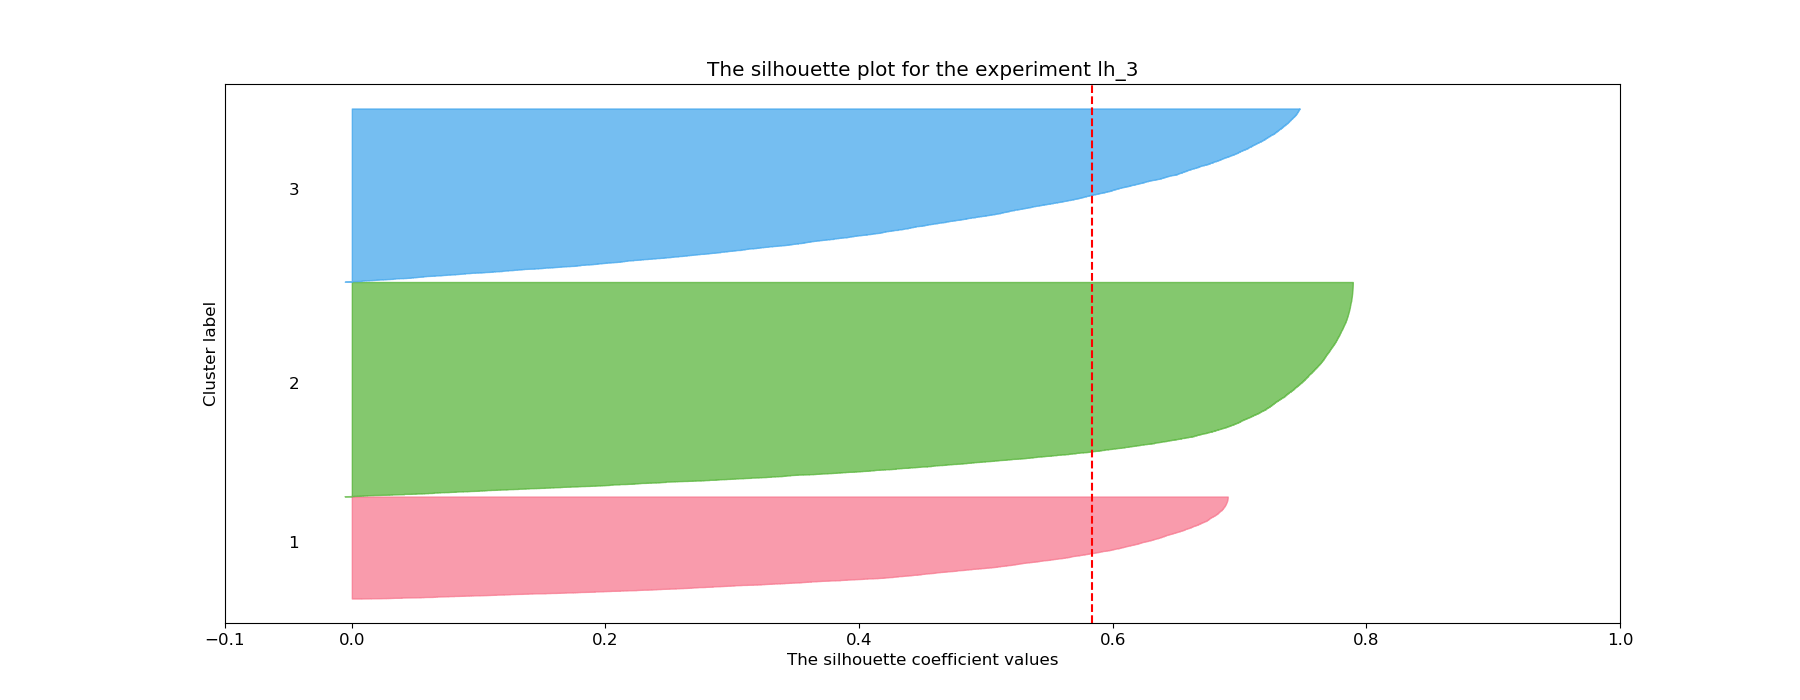 The silhouette plot for the experiment lh_3
Cluster label
3
2
1
−0.1 0.0 0.2 0.4 0.6 0.8 1.0
The silhouette coefficient values